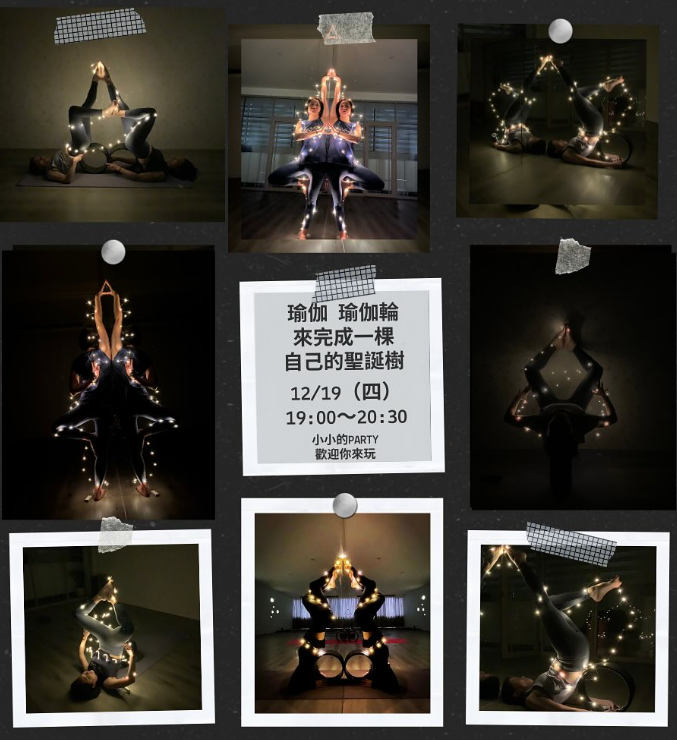 瑜伽 瑜伽輪
來完成一棵
自己的聖誕樹
12/19（四）
19:00～20:30
小小的PARTY
歡迎你來玩